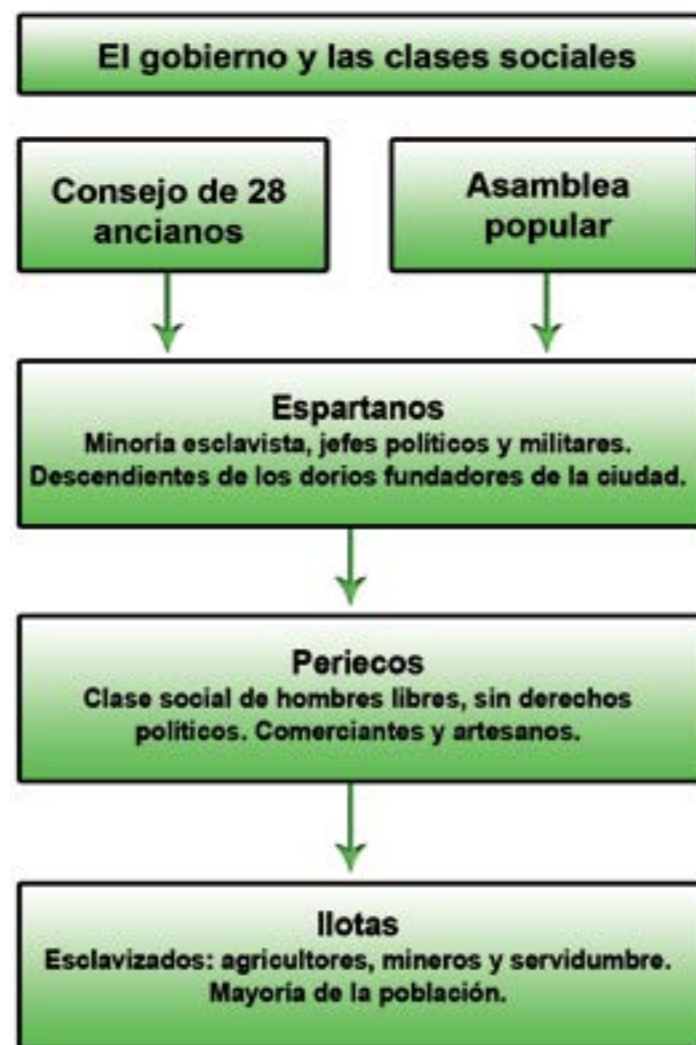 El gobierno y las clases sociales
Consejo de 28
ancianos
Asamblea
popular
Espartanos
Minoría esclavista, jefes políticos y militares.
Descendientes de los dorios fundadores de la ciudad.
Periecos
Clase social de hombres libres, sin derechos
políticos. Comerciantes y artesanos.
Ilotas
Esclavizados: agricultores, mineros y servidumbre.
Mayoría de la población.